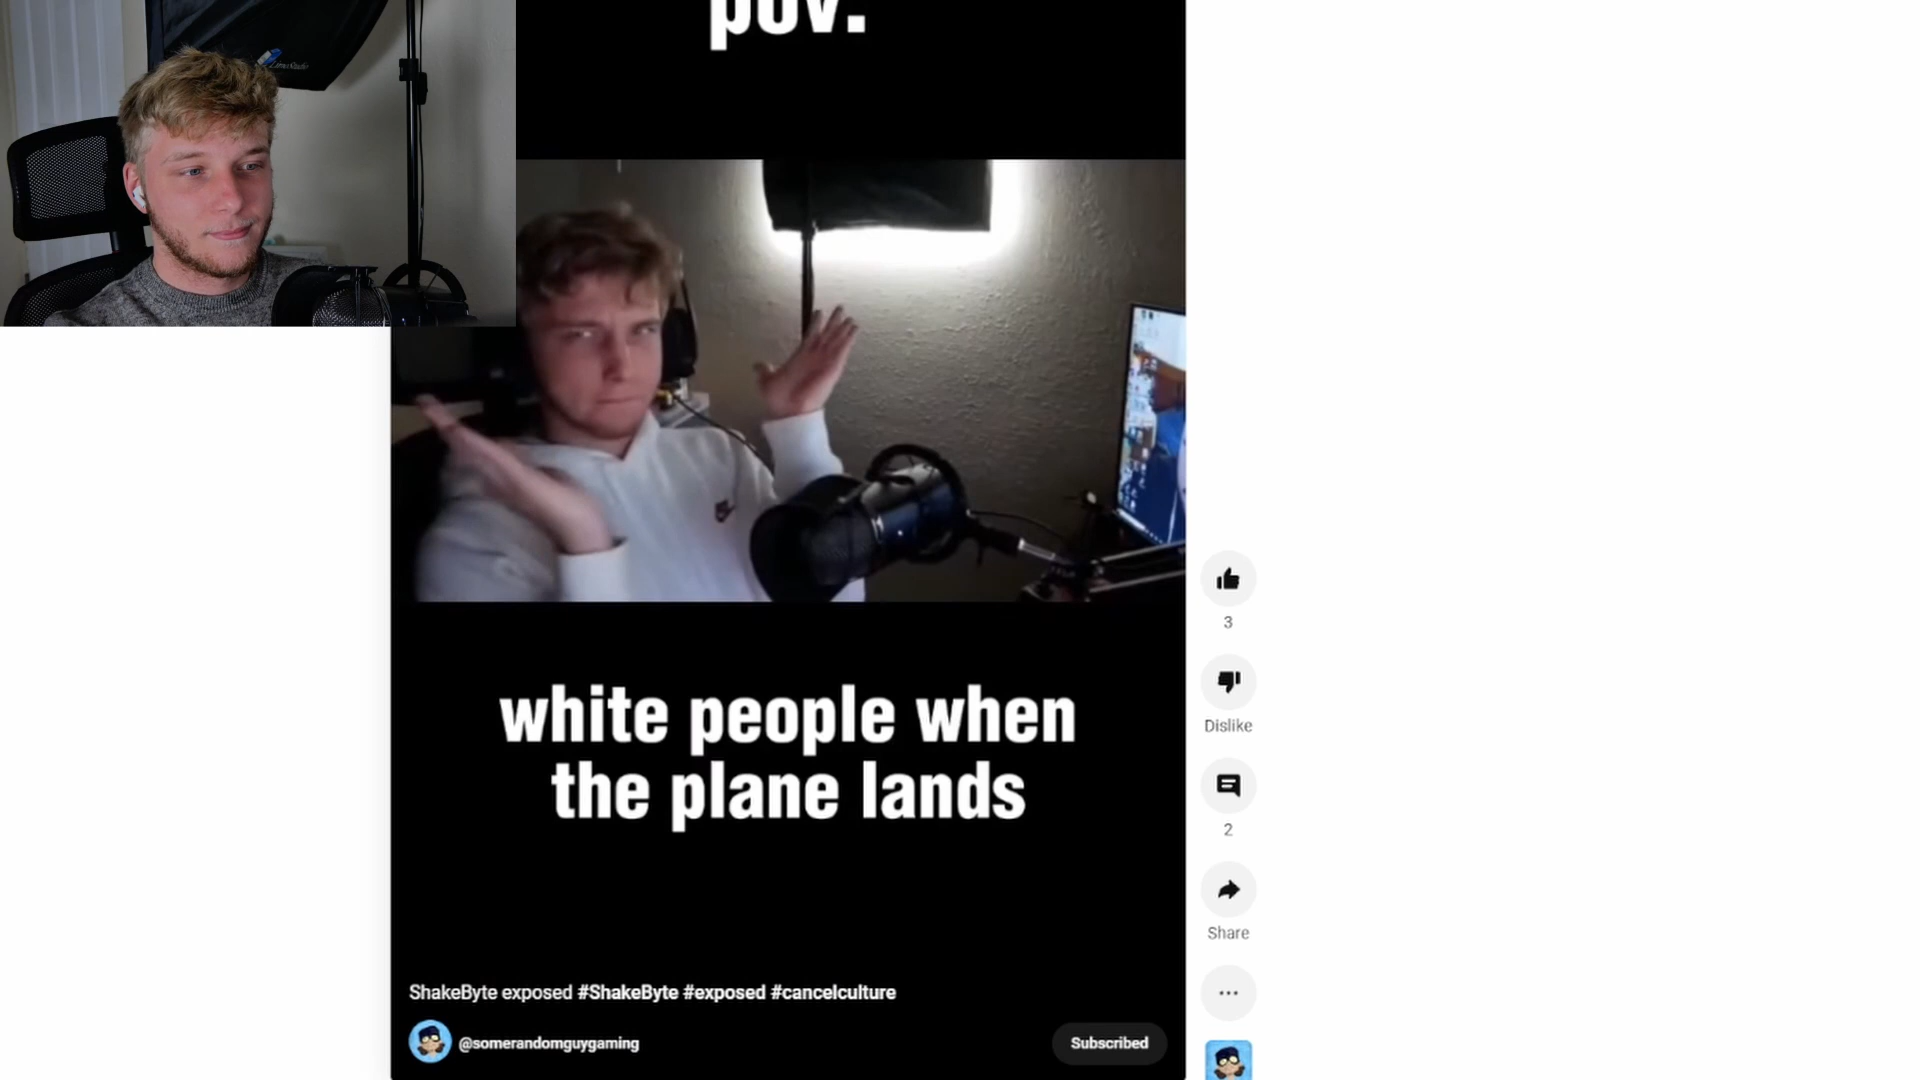 pov:
white people when
the plane lands
3
Dislike
2
Share
ShakeByte exposed #ShakeByte #exposed #cancelculture
@somerandomguygaming
Subscribed